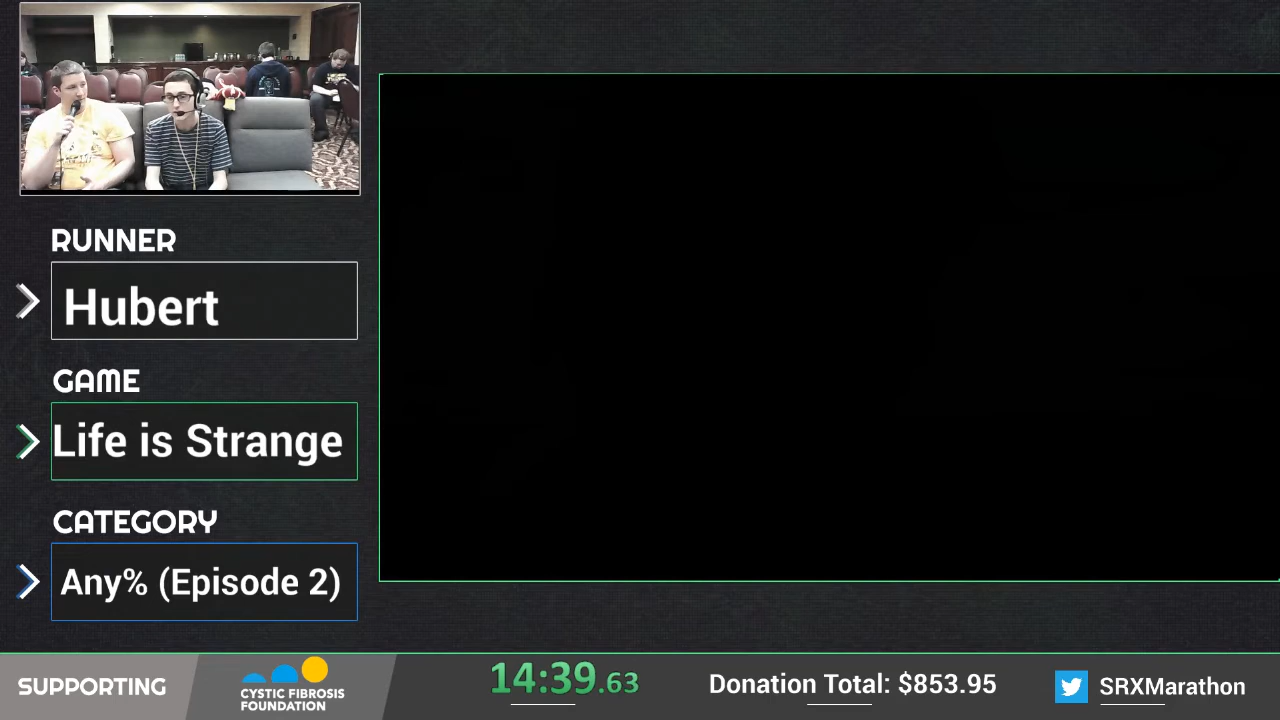 RUNNER
Hubert
GAME
Life is Strange
CATEGORY
Any% (Episode 2)
SUPPORTING
CYSTIC FIBROSIS
FOUNDATION
14:39.63
Donation Total: $853.95
SRXMarathon